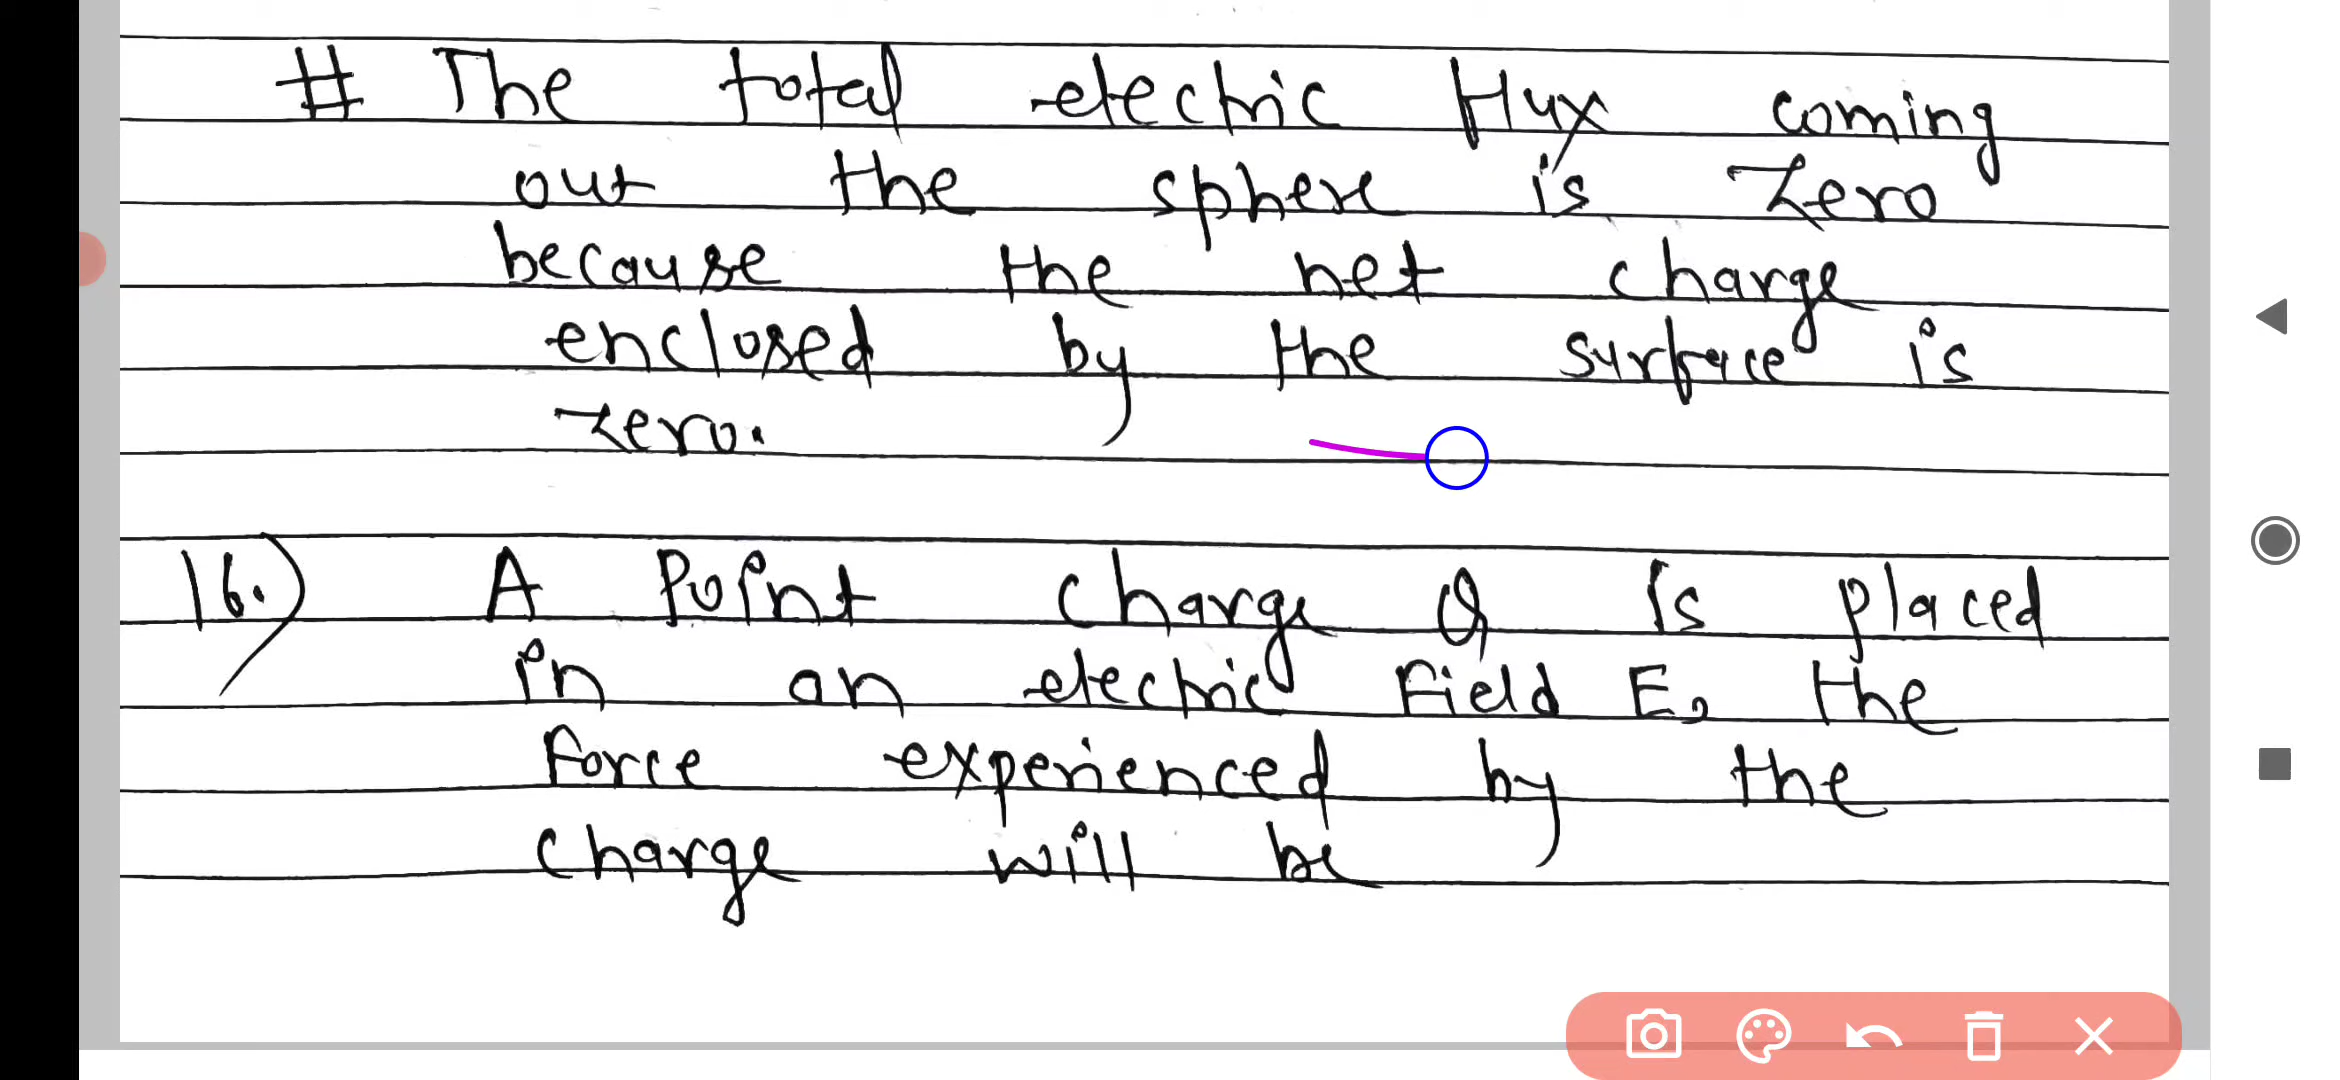 # The total electric flux coming
out the sphere is zero
because the net charge
enclosed by the surface is
zero.
16.) A Point charge Q is placed
in an electric Field E, the
force experienced by the
charge will be